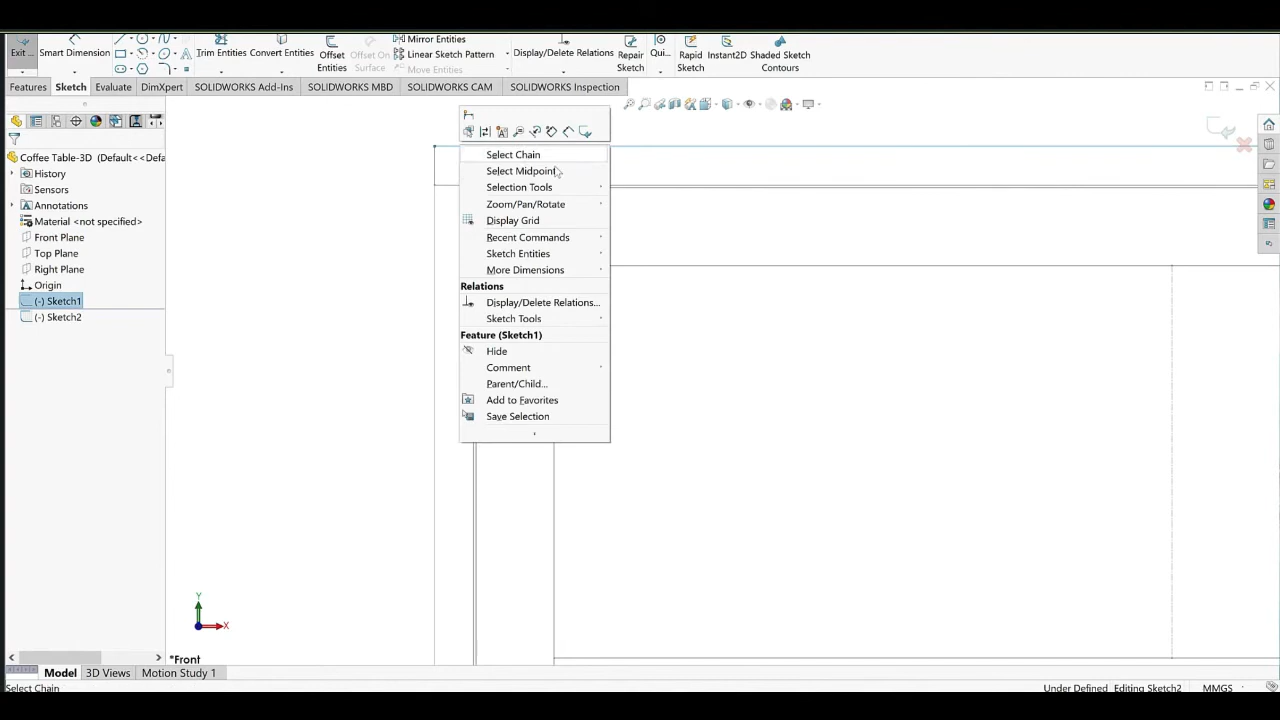 Exit ...
Smart Dimension
Trim Entities
Convert Entities
Offset
Entities
Offset On
Surface
Mirror Entities
Linear Sketch Pattern
Move Entities
Display/Delete Relations
Repair
Sketch
Qui...
Rapid
Sketch
Instant2D
Shaded Sketch
Contours
Features
Sketch
Evaluate
DimXpert
SOLIDWORKS Add-Ins
SOLIDWORKS MBD
SOLIDWORKS CAM
SOLIDWORKS Inspection
Coffee Table-3D (Default<<Defa
History
Sensors
Annotations
Material <not specified>
Front Plane
Top Plane
Right Plane
Origin
(-) Sketch1
(-) Sketch2
Select Chain
Select Midpoint
Selection Tools
Zoom/Pan/Rotate
Display Grid
Recent Commands
Sketch Entities
More Dimensions
Relations
Display/Delete Relations...
Sketch Tools
Feature (Sketch1)
Hide
Comment
Parent/Child...
Add to Favorites
Save Selection
Y
X
*Front
Model
3D Views
Motion Study 1
Select Chain
Under Defined
Editing Sketch2
MMGS